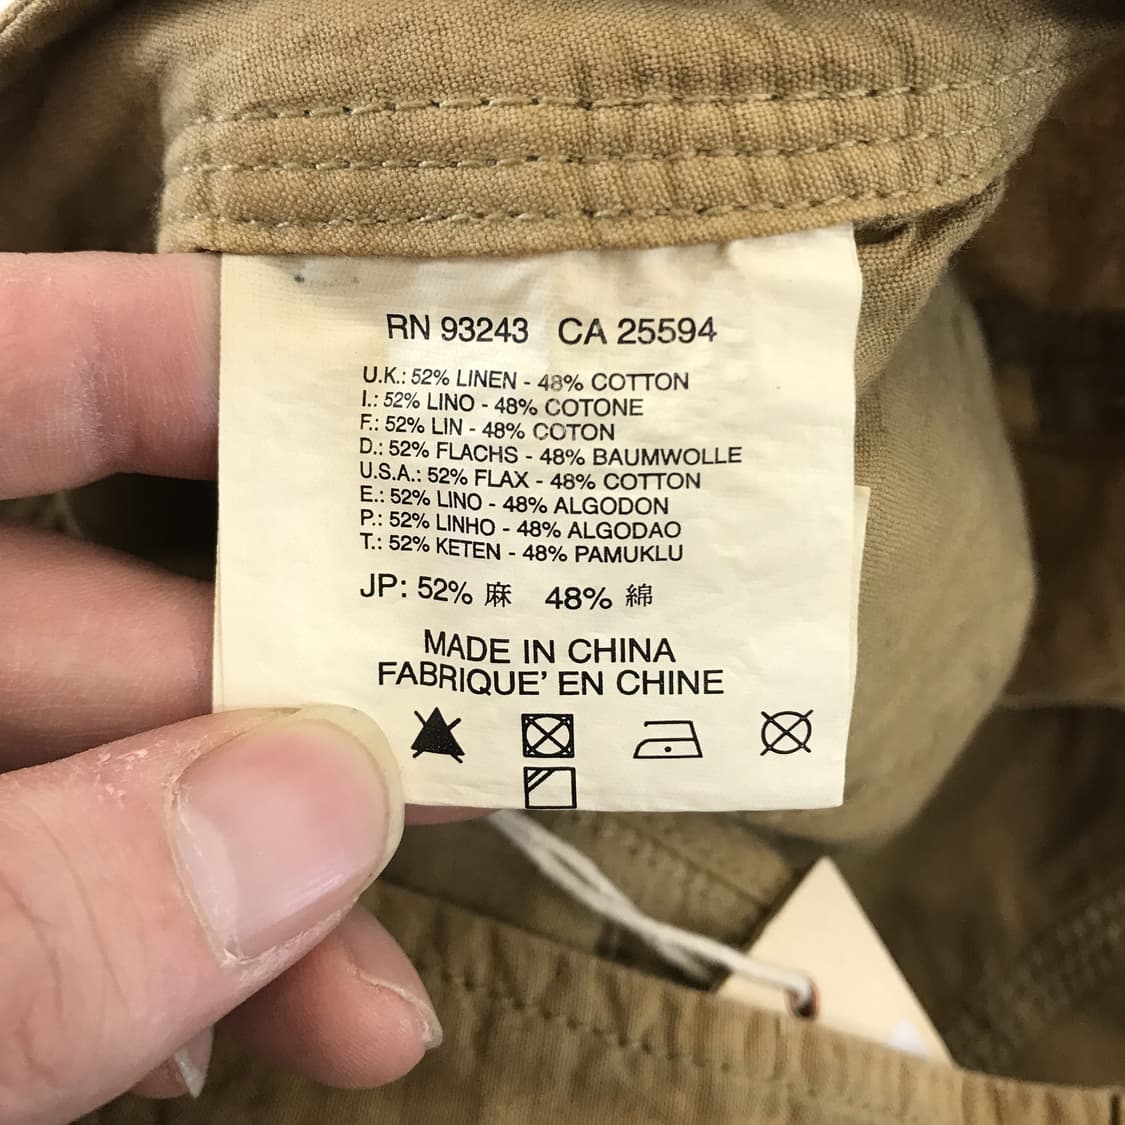 RN 93243 CA 25594
U.K.: 52% LINEN - 48% COTTON
I.: 52% LINO - 48% COTONE
F.: 52% LIN - 48% COTON
D.: 52% FLACHS - 48% BAUMWOLLE
U.S.A.: 52% FLAX - 48% COTTON
E.: 52% LINO - 48% ALGODON
P.: 52% LINHO - 48% ALGODAO
T.: 52% KETEN - 48% PAMUKLU
JP: 52% 麻 48% 綿
MADE IN CHINA
FABRIQUE' EN CHINE